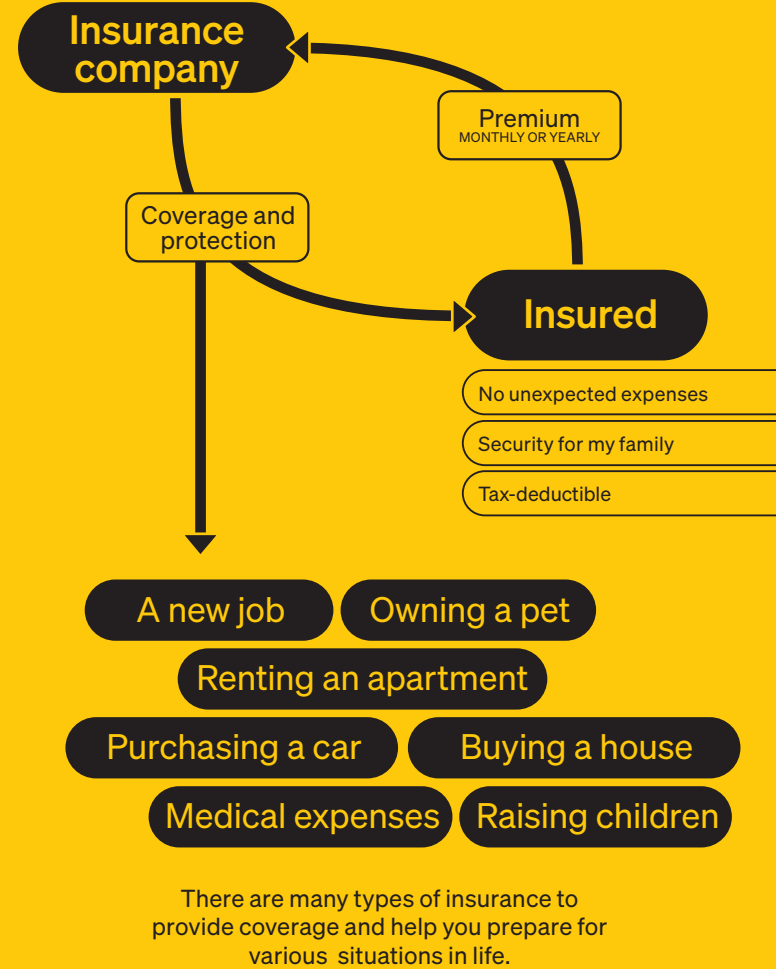 Insurance
company
Premium
MONTHLY OR YEARLY
Coverage and
protection
Insured
No unexpected expenses
Security for my family
Tax-deductible
A new job
Owning a pet
Renting an apartment
Purchasing a car
Buying a house
Medical expenses
Raising children
There are many types of insurance to
provide coverage and help you prepare for
various situations in life.